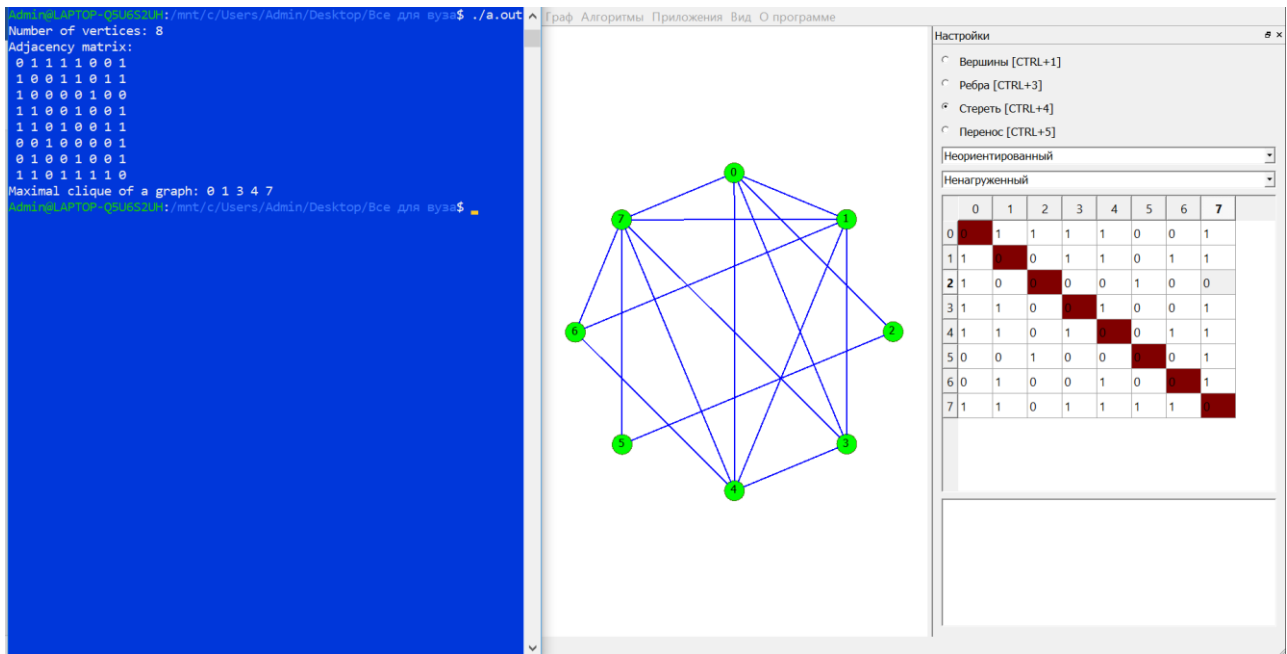 Admin@LAPTOP-Q5U6S2UH:/mnt/c/Users/Admin/Desktop/Все для вуза$ ./a.out
Number of vertices: 8
Adjacency matrix:
0 1 1 1 1 0 0 1
1 0 0 1 1 0 1 1
1 0 0 0 0 1 0 0
1 1 0 0 1 0 0 1
1 1 0 1 0 0 1 1
0 0 1 0 0 0 0 1
0 1 0 0 1 0 0 1
1 1 0 1 1 1 1 0
Maximal clique of a graph: 0 1 3 4 7
Admin@LAPTOP-Q5U6S2UH:/mnt/c/Users/Admin/Desktop/Все для вуза$
Граф Алгоритмы Приложения Вид О программе
0
7
1
6
2
5
3
4
Настройки
Вершины [CTRL+1]
Ребра [CTRL+3]
Стереть [CTRL+4]
Перенос [CTRL+5]
Неориентированный
Ненагруженный
0 1 2 3 4 5 6 7
0 0 1 1 1 1 0 0 1
1 1 0 0 1 1 0 1 1
2 1 0 0 0 0 1 0 0
3 1 1 0 0 1 0 0 1
4 1 1 0 1 0 0 1 1
5 0 0 1 0 0 0 0 1
6 0 1 0 0 1 0 0 1
7 1 1 0 1 1 1 1 0